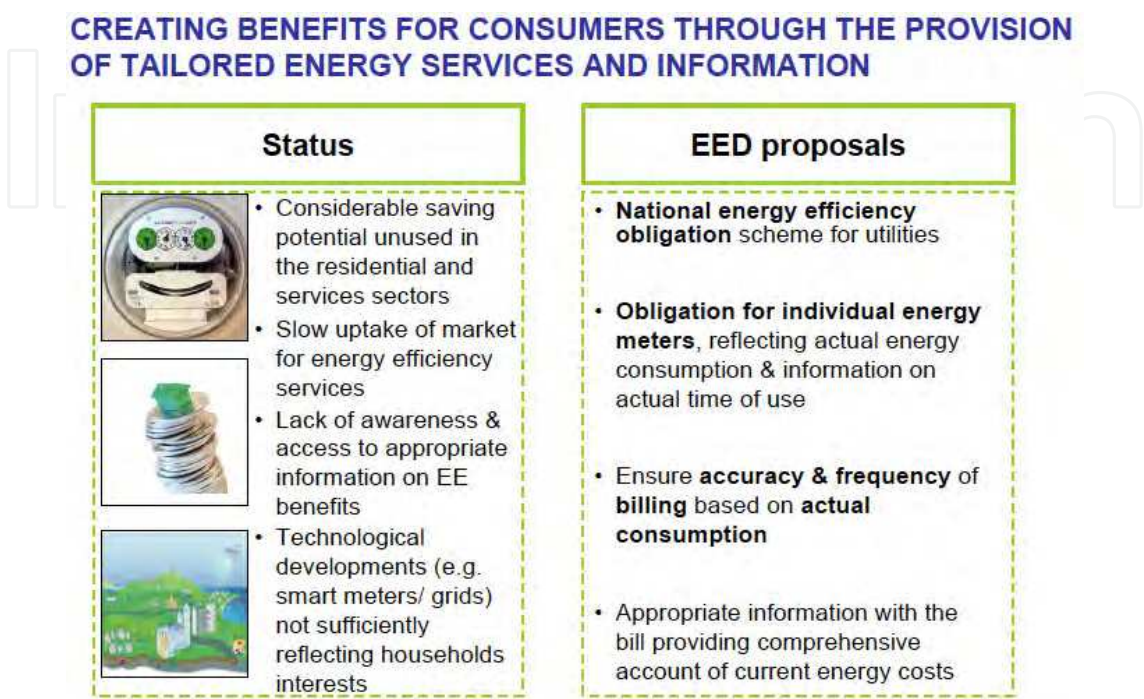 CREATING BENEFITS FOR CONSUMERS THROUGH THE PROVISION
OF TAILORED ENERGY SERVICES AND INFORMATION
Status
• Considerable saving
potential unused in
the residential and
services sectors
• Slow uptake of market
for energy efficiency
services
• Lack of awareness &
access to appropriate
information on EE
benefits
• Technological
developments (e.g.
smart meters/ grids)
not sufficiently
reflecting households
interests
EED proposals
• National energy efficiency
obligation scheme for utilities
• Obligation for individual energy
meters, reflecting actual energy
consumption & information on
actual time of use
• Ensure accuracy & frequency of
billing based on actual
consumption
• Appropriate information with the
bill providing comprehensive
account of current energy costs